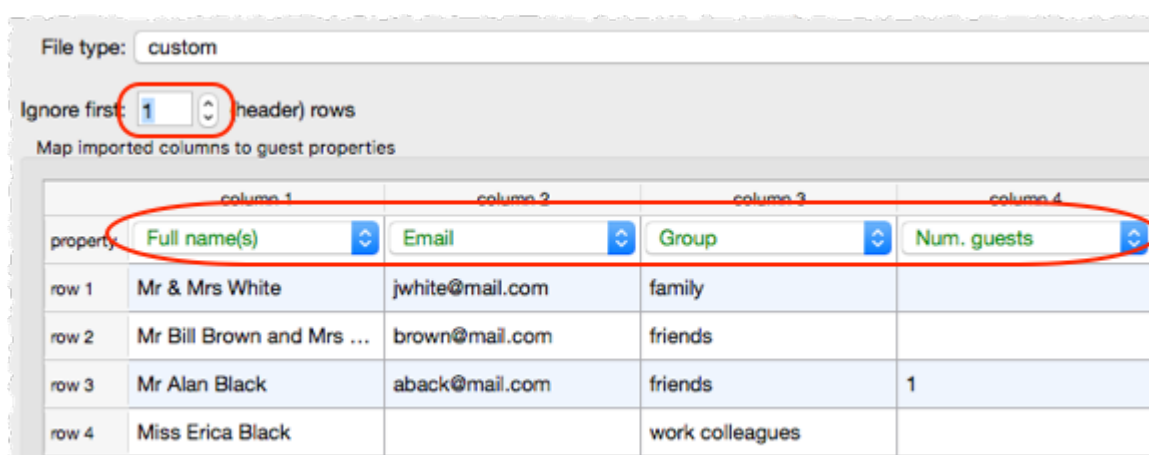 File type: custom
Ignore first: 1 (header) rows
Map imported columns to guest properties
column 1 column 2 column 3 column 4
property Full name(s) Email Group Num. guests
row 1 Mr & Mrs White jwhite@mail.com family
row 2 Mr Bill Brown and Mrs ... brown@mail.com friends
row 3 Mr Alan Black aback@mail.com friends 1
row 4 Miss Erica Black work colleagues